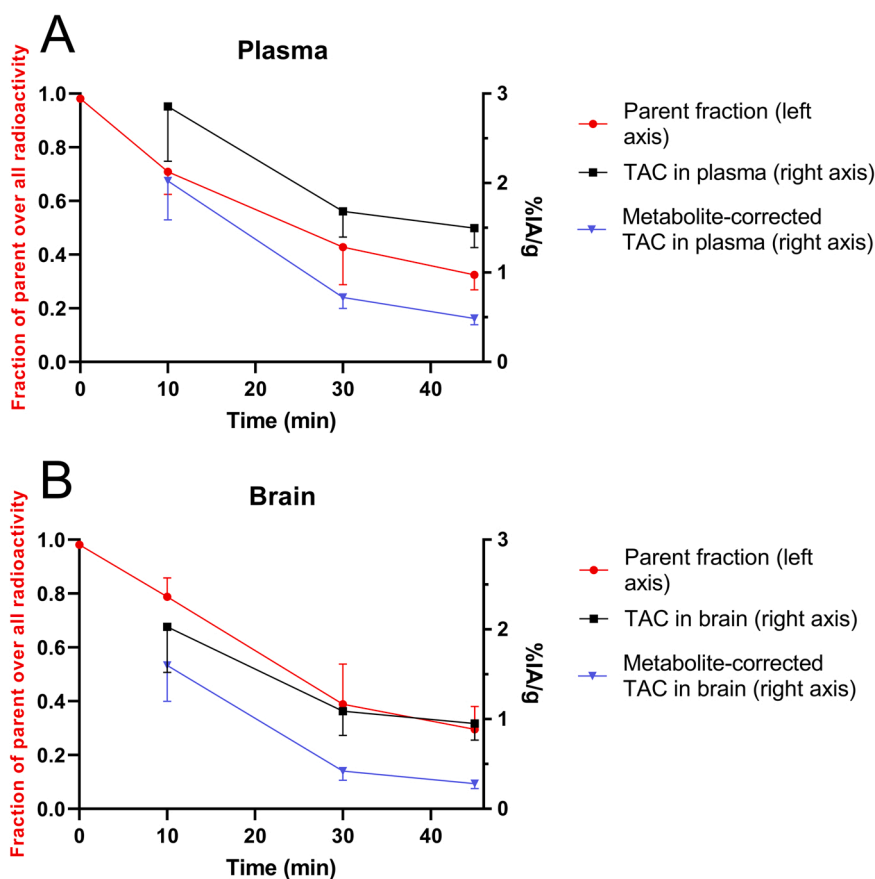 A
Plasma
Fraction of parent over all radioactivity
1.0
0.8
0.6
0.4
0.2
0.0
0
10
20
30
40
Time (min)
3
2
1
0
%IA/g
Parent fraction (left
axis)
TAC in plasma (right axis)
Metabolite-corrected
TAC in plasma (right axis)
B
Brain
Fraction of parent over all radioactivity
1.0
0.8
0.6
0.4
0.2
0.0
0
10
20
30
40
Time (min)
3
2
1
0
%IA/g
Parent fraction (left
axis)
TAC in brain (right axis)
Metabolite-corrected
TAC in brain (right axis)